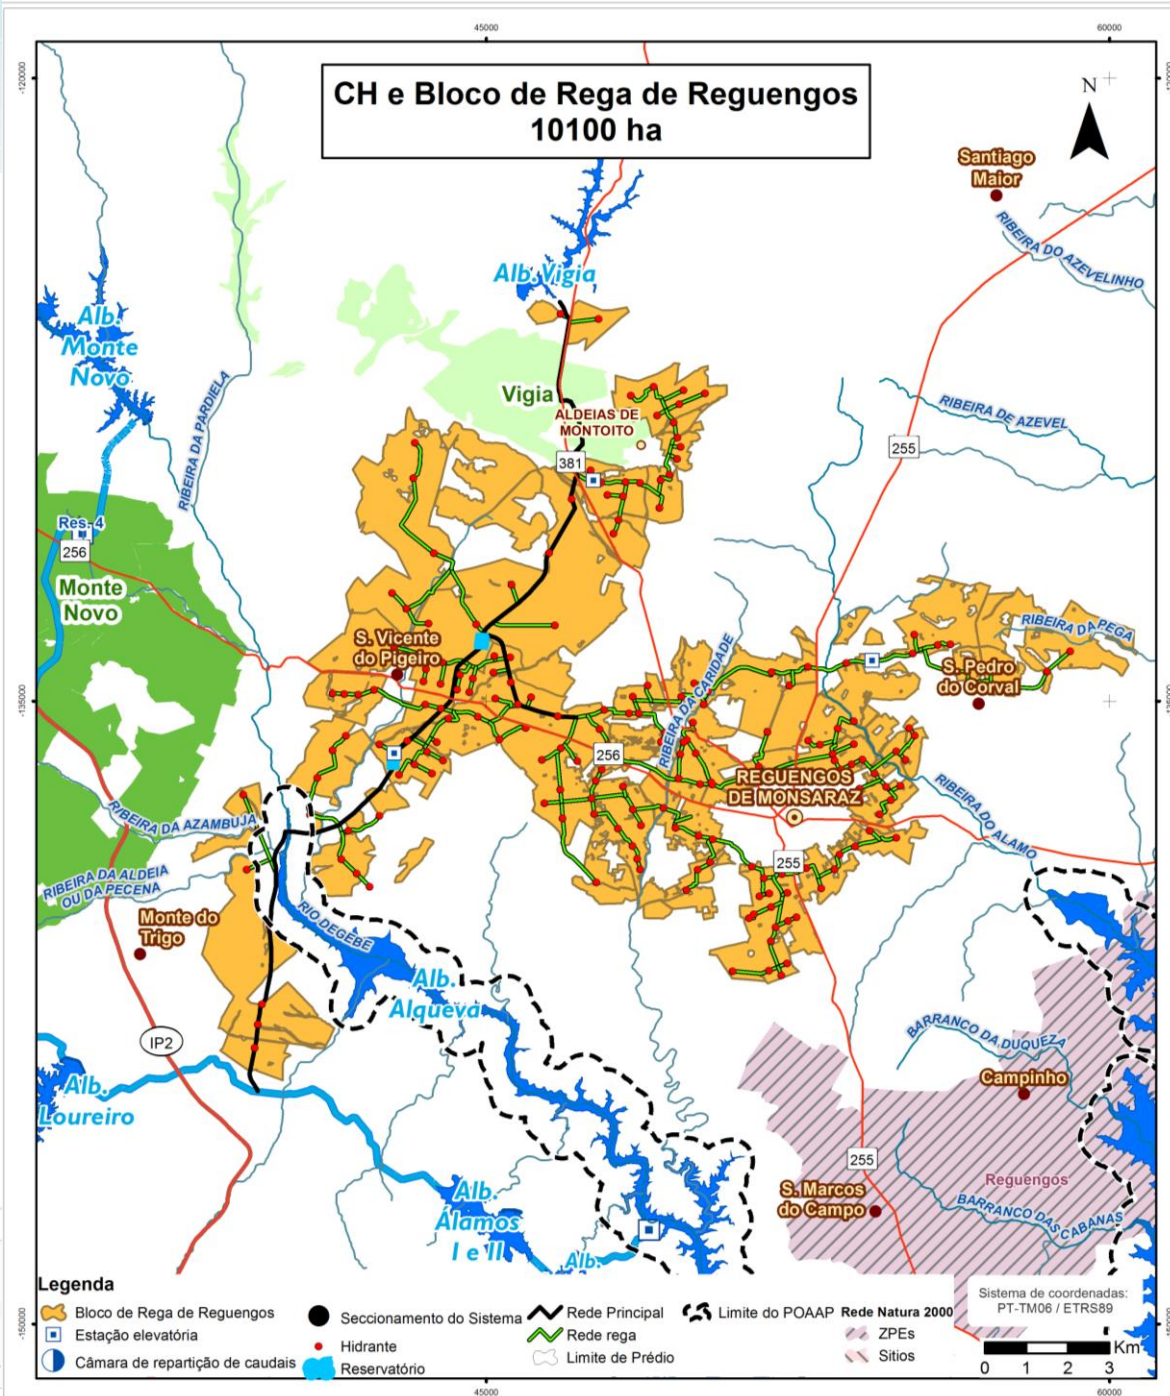 45000
60000
-120000
CH e Bloco de Rega de Reguengos
10100 ha
N
Santiago
Maior
RIBEIRA DO AZEVELINHO
Alb. Vigia
Alb.
Monte
Novo
RIBEIRA DA PARDIELA
Vigia
ALDEIAS DE
MONTOITO
RIBEIRA DE AZEVEL
381
255
Res. 4
256
Monte
Novo
S. Vicente
do Pigeiro
RIBEIRA DA PEGA
S. Pedro
do Corval
-135000
RIBEIRA DA CARIDADE
256
REGUENGOS
DE MONSARAZ
RIBEIRA DO ALAMO
RIBEIRA DA AZAMBUJA
255
RIBEIRA DA ALDEIA
OU DA PECENA
Monte do
Trigo
RIO DEGEBE
Alb.
Alqueva
IP2
BARRANCO DA DUQUEZA
Campinho
Alb.
Loureiro
255
Reguengos
S. Marcos
do Campo
BARRANCO DAS CABANAS
Alb.
Álamos
I e II
Alb.
Legenda
Bloco de Rega de Reguengos
Estação elevatória
Câmara de repartição de caudais
Seccionamento do Sistema
Hidrante
Reservatório
Rede Principal
Rede rega
Limite de Prédio
Limite do POAAP
Rede Natura 2000
ZPEs
Sitios
Sistema de coordenadas:
PT-TM06 / ETRS89
Km
0 1 2 3
-150000
45000
60000